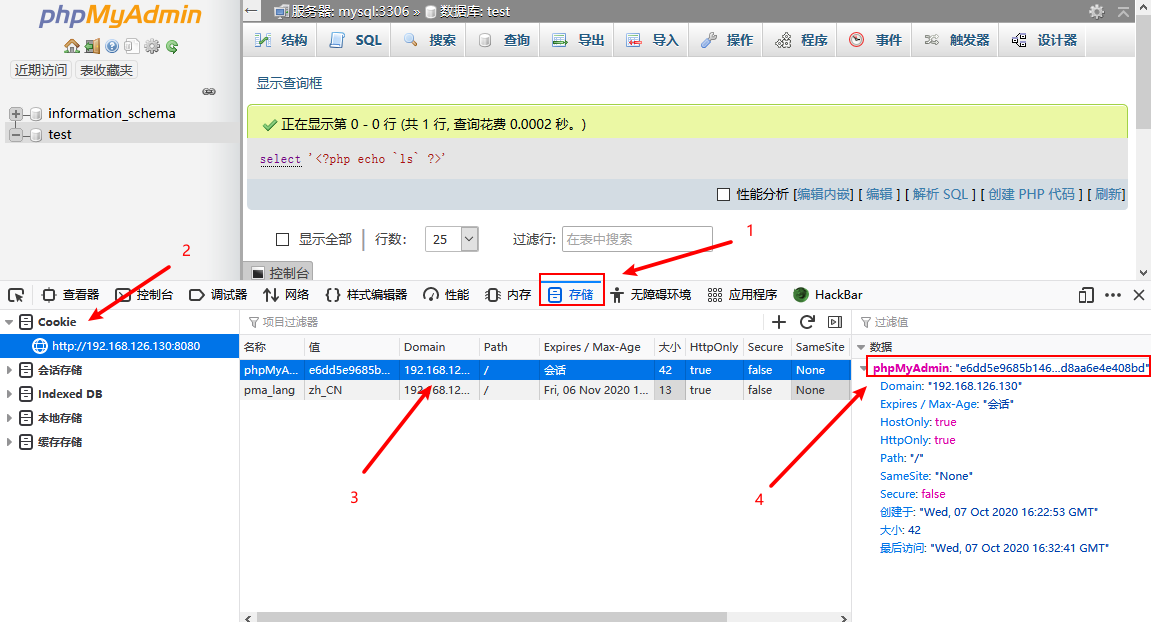 phpMyAdmin
近期访问 表收藏夹
information_schema
test
服务器: mysql:3306 » 数据库: test
结构 SQL 搜索 查询 导出 导入 操作 程序 事件 触发器 设计器
显示查询框
正在显示第 0 - 0 行 (共 1 行, 查询花费 0.0002 秒。)
select '<?php echo `ls` ?>'
性能分析 [编辑内嵌] [ 编辑 ] [ 解析 SQL ] [ 创建 PHP 代码 ] [ 刷新]
显示全部 | 行数: 25 过滤行: 在表中搜索
1
2
控制台
查看器 控制台 调试器 网络 样式编辑器 性能 内存 存储 无障碍环境 应用程序 HackBar
Cookie
http://192.168.126.130:8080
会话存储
Indexed DB
本地存储
缓存存储
项目过滤器
名称 值 Domain Path Expires / Max-Age 大小 HttpOnly Secure SameSite
phpMyA... e6dd5e9685b... 192.168.12... / 会话 42 true false None
pma_lang zh_CN 192.168.12... / Fri, 06 Nov 2020 1... 13 true false None
3
4
过滤值
数据
phpMyAdmin: "e6dd5e9685b146...d8aa6e4e408bd"
Domain: "192.168.126.130"
Expires / Max-Age: "会话"
HostOnly: true
HttpOnly: true
Path: "/"
SameSite: "None"
Secure: false
创建于: "Wed, 07 Oct 2020 16:22:53 GMT"
大小: 42
最后访问: "Wed, 07 Oct 2020 16:32:41 GMT"